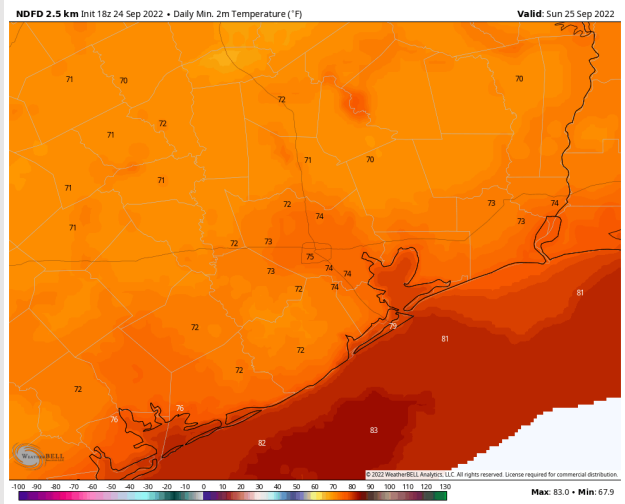 NDFD 2.5 km Init 18z 24 Sep 2022 • Daily Min. 2m Temperature (°F) Valid: Sun 25 Sep 2022
71 70 70
72
72
71
71 70
71
71
72 73 74
74 73
71
72 73
75
73 74 74
72 74
81
72 79
81
72
72
72
76 76
83
82
WeatherBELL
© 2022 WeatherBELL Analytics, LLC. All rights reserved. License required for commercial distribution.
-100 -90 -80 -70 -60 -50 -40 -30 -20 -10 0 10 20 30 40 50 60 70 80 90 100 110 120 130
Max: 83.0 • Min: 67.9